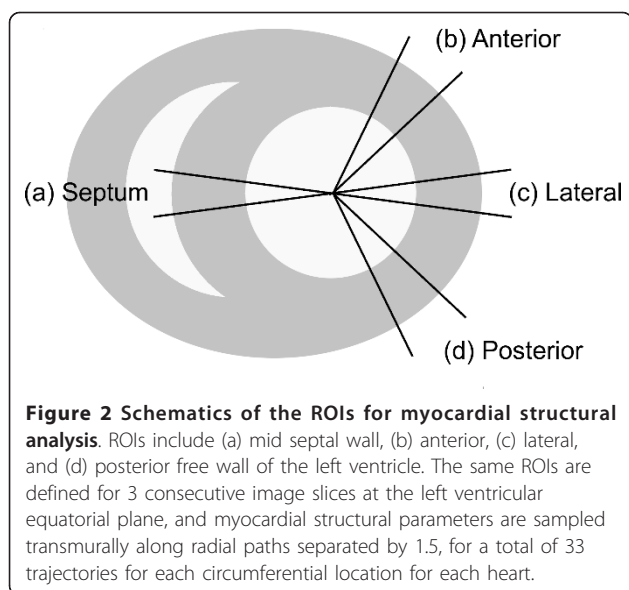 (b) Anterior
(a) Septum
(c) Lateral
(d) Posterior
Figure 2 Schematics of the ROIs for myocardial structural
analysis. ROIs include (a) mid septal wall, (b) anterior, (c) lateral,
and (d) posterior free wall of the left ventricle. The same ROIs are
defined for 3 consecutive image slices at the left ventricular
equatorial plane, and myocardial structural parameters are sampled
transmurally along radial paths separated by 1.5, for a total of 33
trajectories for each circumferential location for each heart.